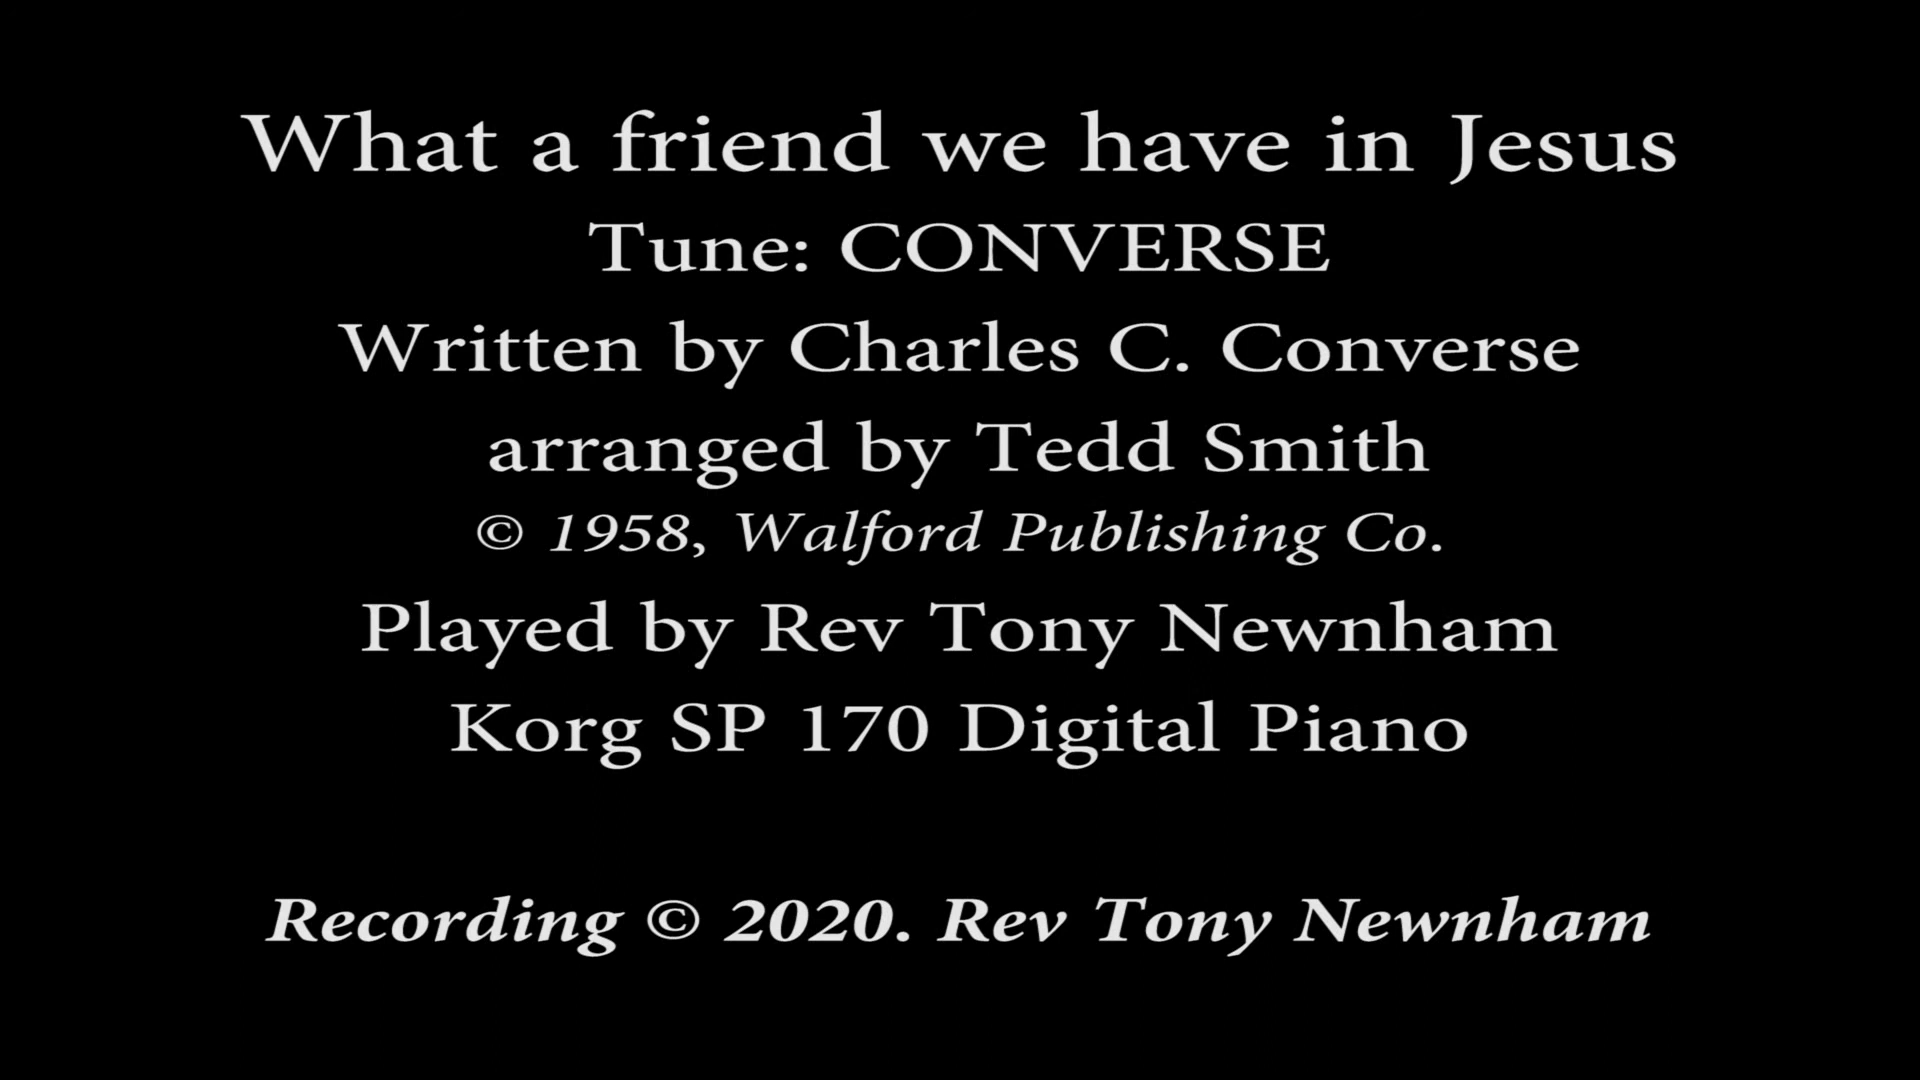 What a friend we have in Jesus
Tune: CONVERSE
Written by Charles C. Converse
arranged by Tedd Smith
© 1958, Walford Publishing Co.
Played by Rev Tony Newnham
Korg SP 170 Digital Piano
Recording © 2020. Rev Tony Newnham